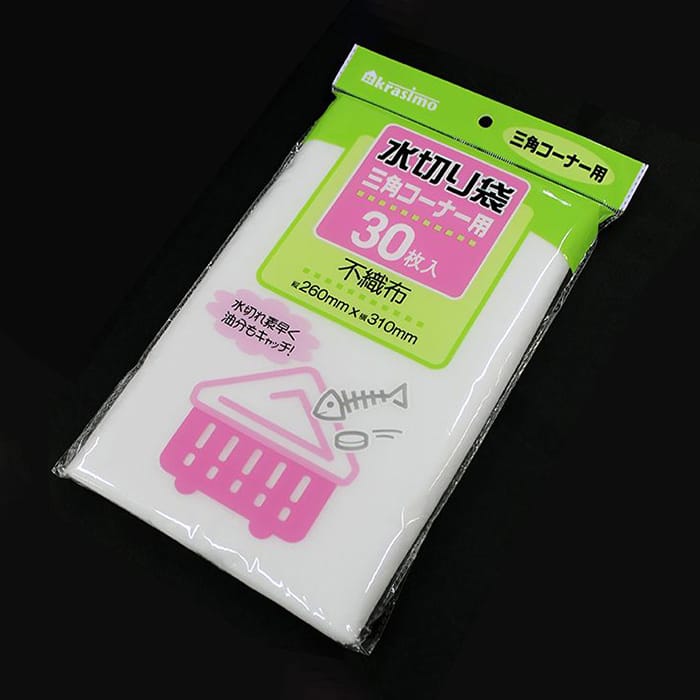 krasimo
三角コーナー用
水切り袋
三角コーナー用
30枚入
不織布
縦260mm×横310mm
水切れ素早く
油分もキャッチ!